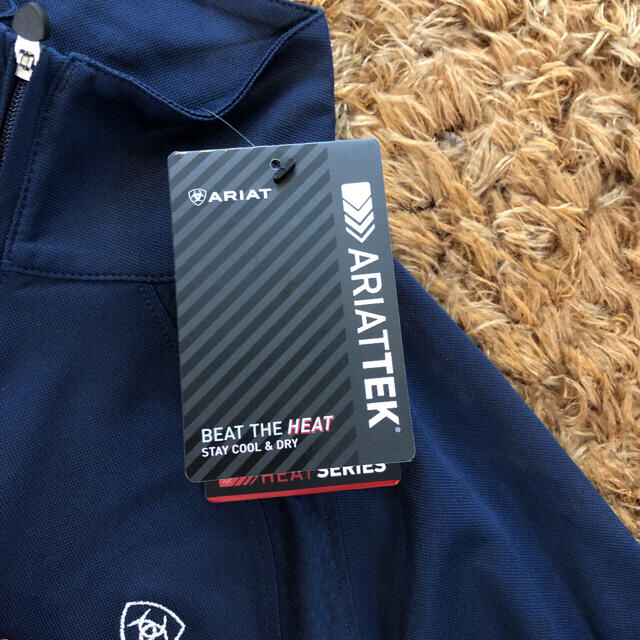 ARIAT
ARIATTEK®
BEAT THE HEAT
STAY COOL & DRY
HEAT SERIES